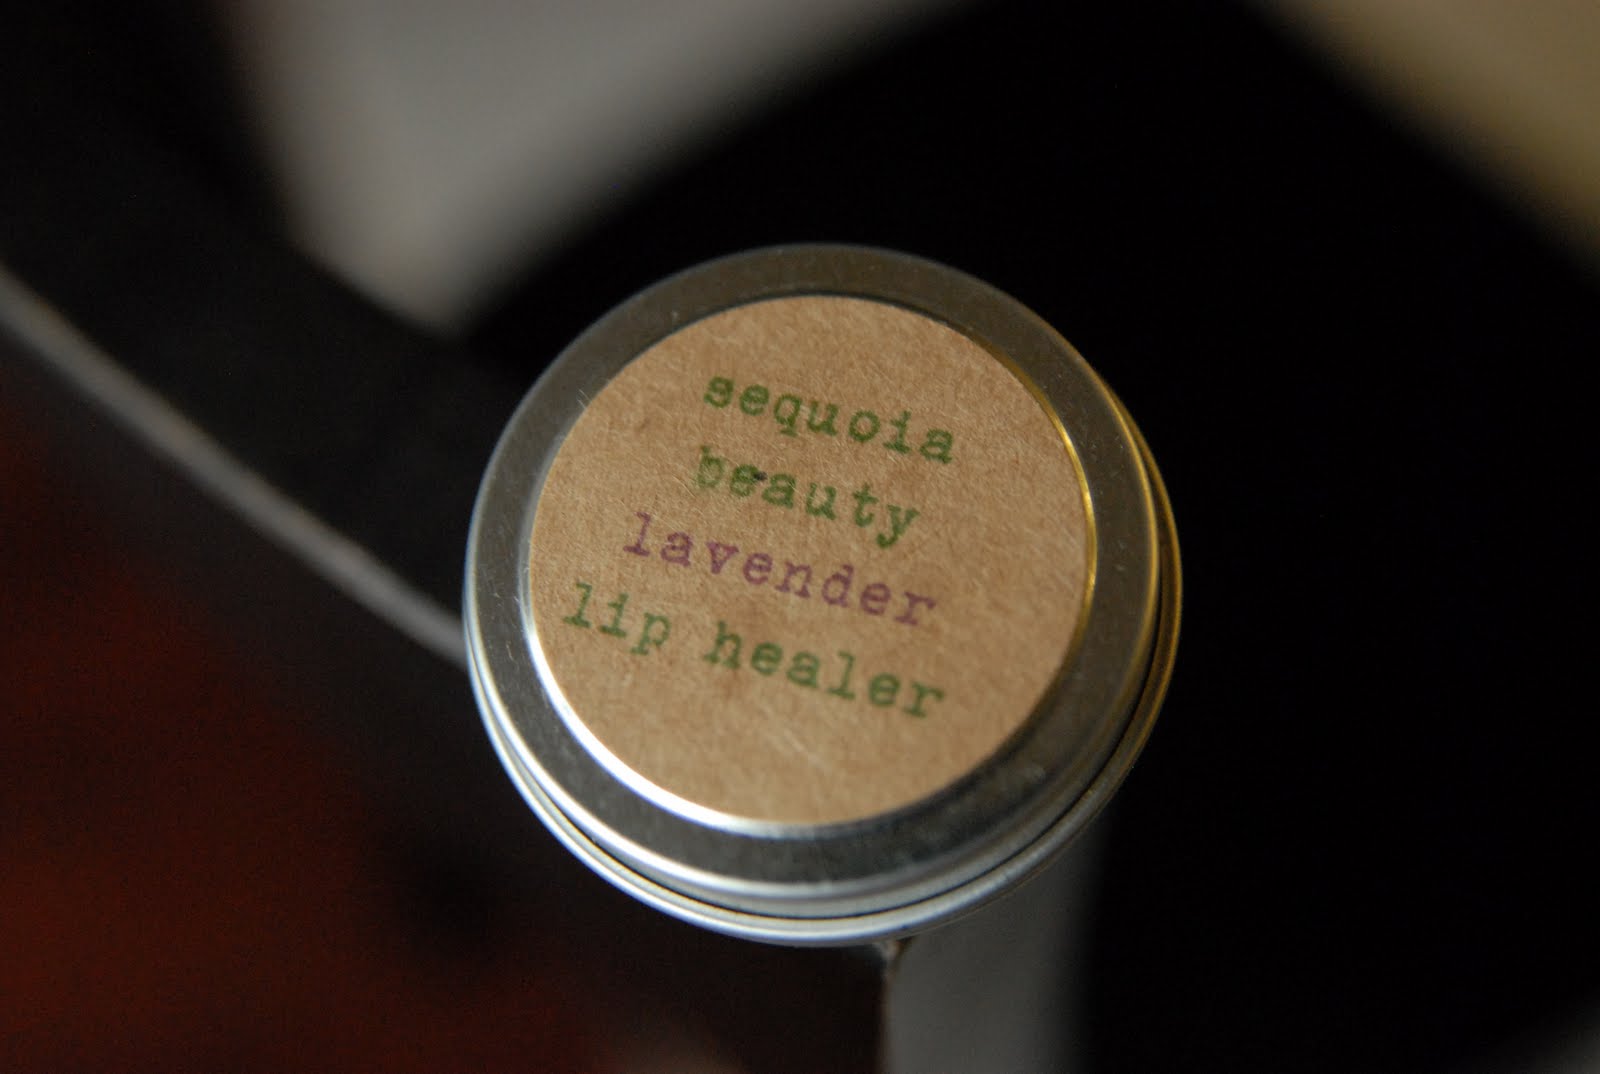 sequoia
beauty
lavender
lip healer